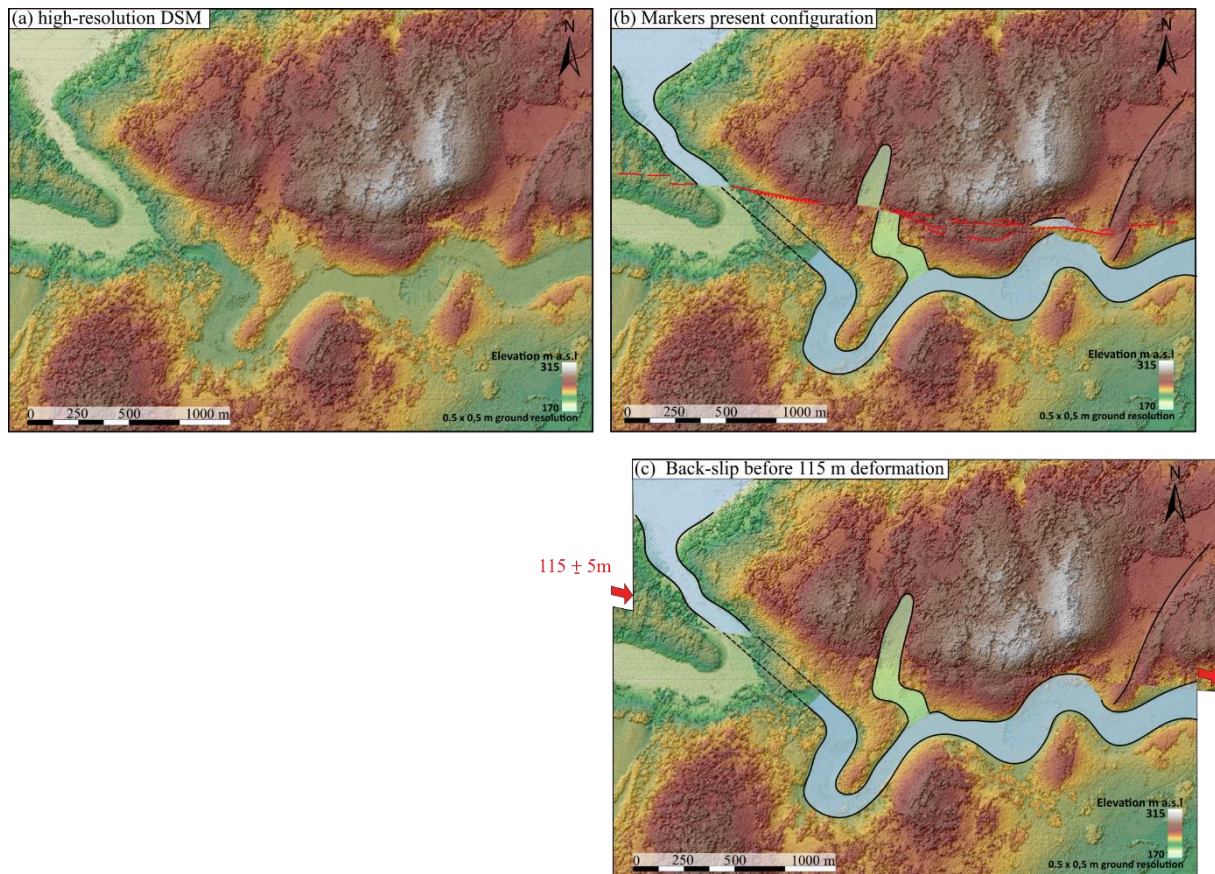 (a) high-resolution DSM
N
Elevation m a.s.l
315
170
0.5 x 0,5 m ground resolution
0 250 500 1000 m
(b) Markers present configuration
N
Elevation m a.s.l
315
170
0.5 x 0,5 m ground resolution
0 250 500 1000 m
(c) Back-slip before 115 m deformation
N
115 ± 5m
Elevation m a.s.l
315
170
0.5 x 0,5 m ground resolution
0 250 500 1000 m